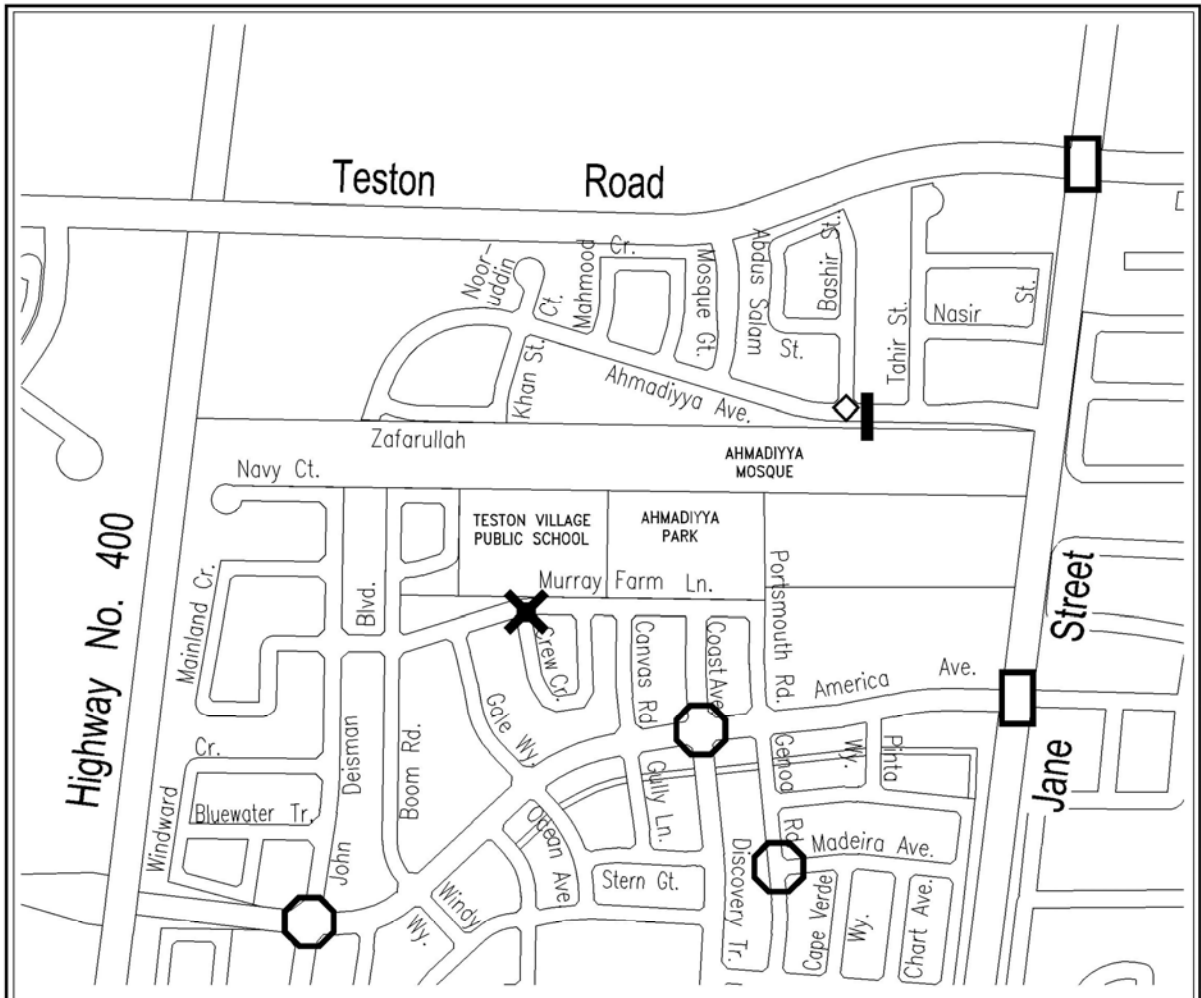 Teston Road
Noor-
uddin
Ct.
Mahmood
Cr.
Mosque Gt.
Abdus Salam
St.
Bashir St.
Tahir St.
Nasir
St.
Khan St.
Ahmadiyya Ave.
Zafarullah
AHMADIYYA
MOSQUE
Navy Ct.
TESTON VILLAGE
PUBLIC SCHOOL
AHMADIYYA
PARK
Highway No. 400
Mainland Cr.
Blvd.
Murray Farm Ln.
Crew Cr.
Canvas Rd
Coast Ave
Portsmouth Rd.
America Ave.
Street
Jane
Cr.
Windward
Bluewater Tr.
Deisman
John
Boom Rd.
Gale Wy.
Gully Ln.
Genoa
Rd
Wy.
Pinta
Ocean Ave
Stern Gt.
Discovery Tr.
Madeira Ave.
Windy
Wy.
Cape Verde
Wy.
Chart Ave.